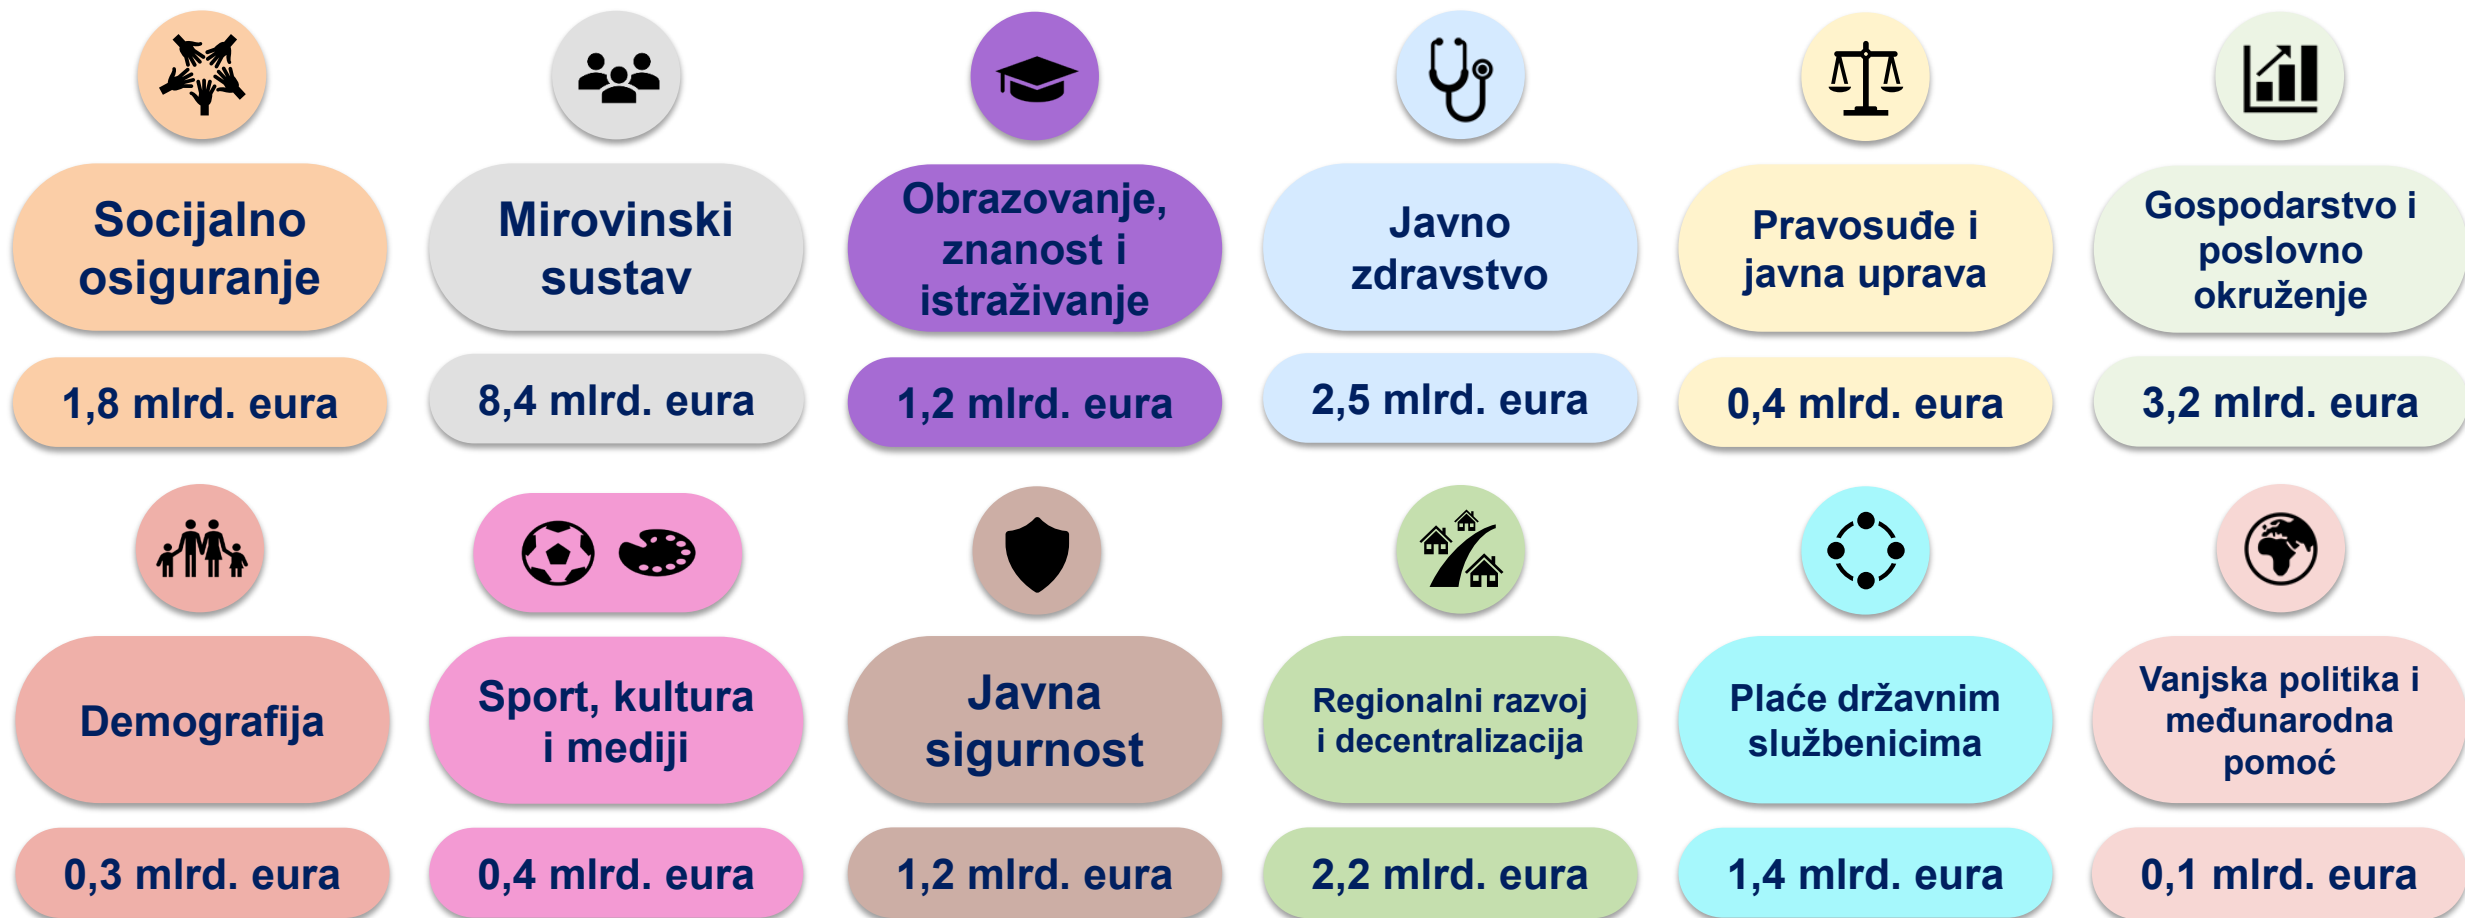 Socijalno
osiguranje
1,8 mlrd. eura
Mirovinski
sustav
8,4 mlrd. eura
Obrazovanje,
znanost i
istraživanje
1,2 mlrd. eura
Javno
zdravstvo
2,5 mlrd. eura
Pravosuđe i
javna uprava
0,4 mlrd. eura
Gospodarstvo i
poslovno
okruženje
3,2 mlrd. eura
Demografija
0,3 mlrd. eura
Sport, kultura
i mediji
0,4 mlrd. eura
Javna
sigurnost
1,2 mlrd. eura
Regionalni razvoj
i decentralizacija
2,2 mlrd. eura
Plaće državnim
službenicima
1,4 mlrd. eura
Vanjska politika i
međunarodna
pomoć
0,1 mlrd. eura